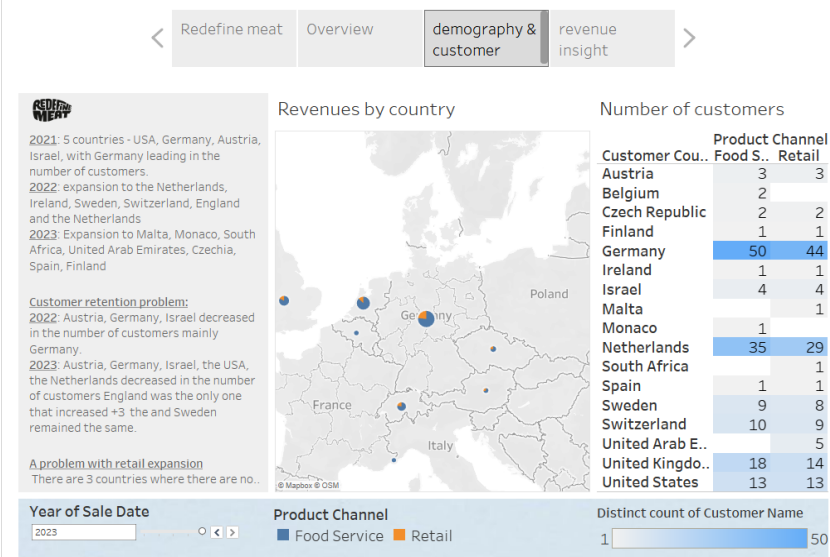 Redefine meat
Overview
demography &
customer
revenue
insight
REDEFINE
MEAT
2021: 5 countries - USA, Germany, Austria,
Israel, with Germany leading in the
number of customers.
2022: expansion to the Netherlands,
Ireland, Sweden, Switzerland, England
and the Netherlands
2023: Expansion to Malta, Monaco, South
Africa, United Arab Emirates, Czechia,
Spain, Finland
Customer retention problem:
2022: Austria, Germany, Israel decreased
in the number of customers mainly
Germany.
2023: Austria, Germany, Israel, the USA,
the Netherlands decreased in the number
of customers England was the only one
that increased +3 the and Sweden
remained the same.
A problem with retail expansion
There are 3 countries where there are no..
Revenues by country
Poland
Germany
France
Italy
© Mapbox © OSM
Number of customers
Product Channel
Customer Cou.. Food S.. Retail
Austria 3 3
Belgium 2
Czech Republic 2 2
Finland 1 1
Germany 50 44
Ireland 1 1
Israel 4 4
Malta 1
Monaco 1
Netherlands 35 29
South Africa 1
Spain 1 1
Sweden 9 8
Switzerland 10 9
United Arab E.. 5
United Kingdo.. 18 14
United States 13 13
Year of Sale Date
2023
Product Channel
Food Service Retail
Distinct count of Customer Name
1 50